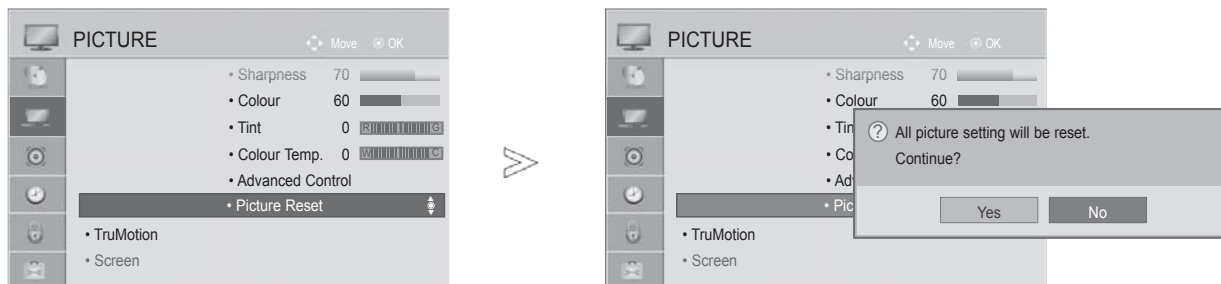 PICTURE
Move OK
• Sharpness 70
• Colour 60
• Tint 0 R G
• Colour Temp. 0 W C
• Advanced Control
• Picture Reset
• TruMotion
• Screen
PICTURE
Move OK
• Sharpness 70
• Colour 60
• Tin
• Co
• Ad
• Pic
• TruMotion
• Screen
? All picture setting will be reset.
Continue?
Yes No